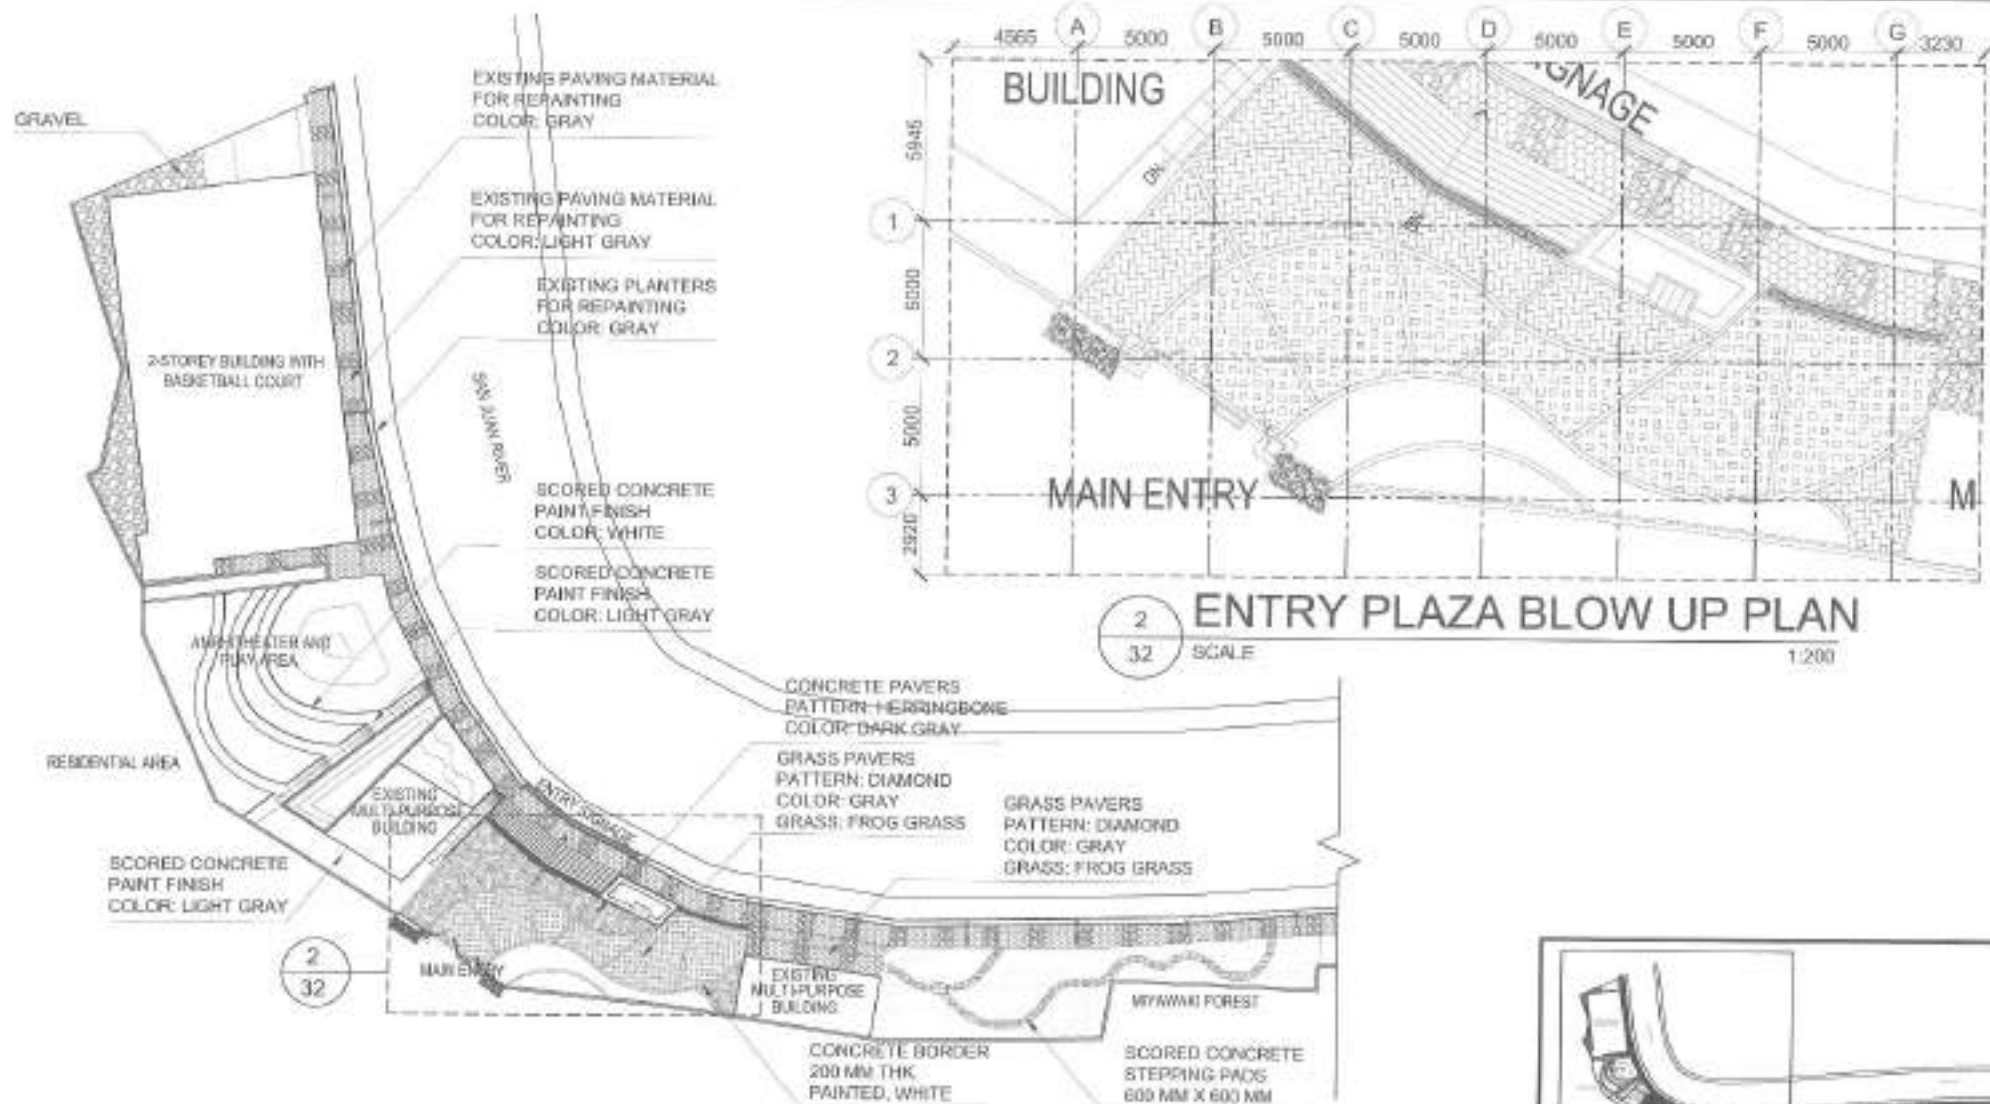 GRAVEL
EXISTING PAVING MATERIAL
FOR REPAINTING
COLOR: GRAY
EXISTING PAVING MATERIAL
FOR REPAINTING
COLOR: LIGHT GRAY
EXISTING PLANTERS
FOR REPAINTING
COLOR: GRAY
2-STOREY BUILDING WITH
BASKETBALL COURT
SAN JUAN RIVER
SCORED CONCRETE
PAINT FINISH
COLOR: WHITE
SCORED CONCRETE
PAINT FINISH
COLOR: LIGHT GRAY
AMPHITHEATER AND
PLAY AREA
RESIDENTIAL AREA
EXISTING
MULTI-PURPOSE
BUILDING
SCORED CONCRETE
PAINT FINISH
COLOR: LIGHT GRAY
ENTRY SIGNAGE
CONCRETE PAVERS
PATTERN: HERRINGBONE
COLOR: DARK GRAY
GRASS PAVERS
PATTERN: DIAMOND
COLOR: GRAY
GRASS: FROG GRASS
GRASS PAVERS
PATTERN: DIAMOND
COLOR: GRAY
GRASS: FROG GRASS
2
32
MAIN ENTRY
EXISTING
MULTI-PURPOSE
BUILDING
MIYAWAKI FOREST
CONCRETE BORDER
200 MM THK
PAINTED, WHITE
SCORED CONCRETE
STEPPING PADS
600 MM X 600 MM
A B C D E F G
4565 5000 5000 5000 5000 5000 5000 3230
BUILDING
IGNAGE
DN
5945
1
5000
2
5000
3
2920
MAIN ENTRY
M
2
32
ENTRY PLAZA BLOW UP PLAN
SCALE 1:200